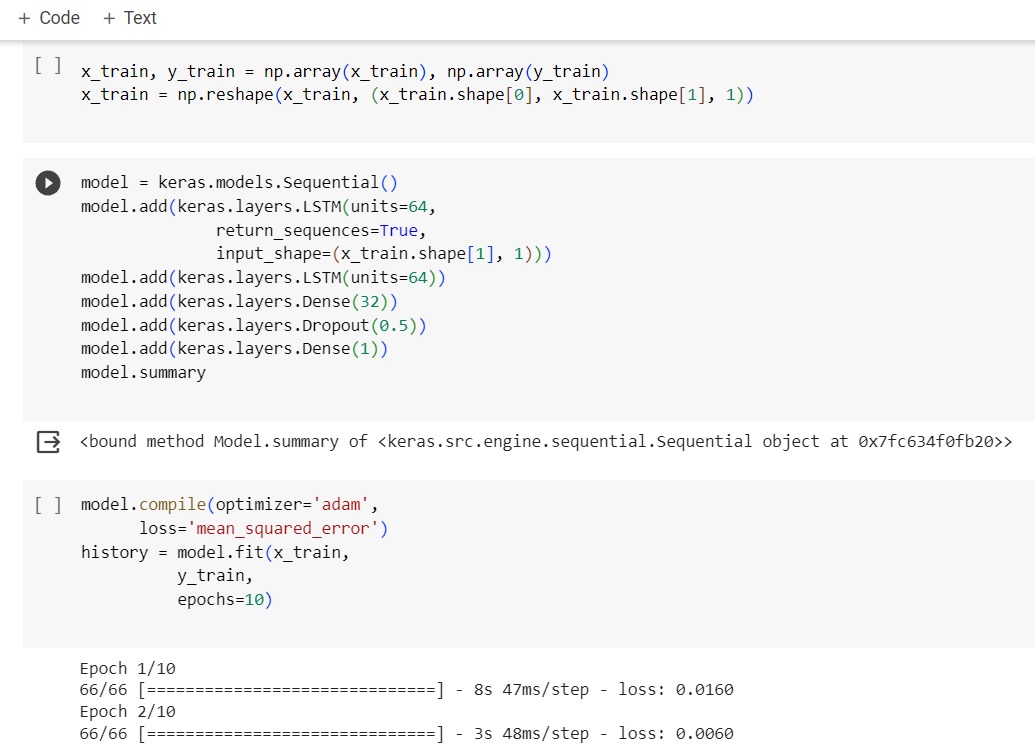 + Code + Text
[ ] x_train, y_train = np.array(x_train), np.array(y_train)
x_train = np.reshape(x_train, (x_train.shape[0], x_train.shape[1], 1))
model = keras.models.Sequential()
model.add(keras.layers.LSTM(units=64,
return_sequences=True,
input_shape=(x_train.shape[1], 1)))
model.add(keras.layers.LSTM(units=64))
model.add(keras.layers.Dense(32))
model.add(keras.layers.Dropout(0.5))
model.add(keras.layers.Dense(1))
model.summary
<bound method Model.summary of <keras.src.engine.sequential.Sequential object at 0x7fc634f0fb20>>
[ ] model.compile(optimizer='adam',
loss='mean_squared_error')
history = model.fit(x_train,
y_train,
epochs=10)
Epoch 1/10
66/66 [==============================] - 8s 47ms/step - loss: 0.0160
Epoch 2/10
66/66 [==============================] - 3s 48ms/step - loss: 0.0060